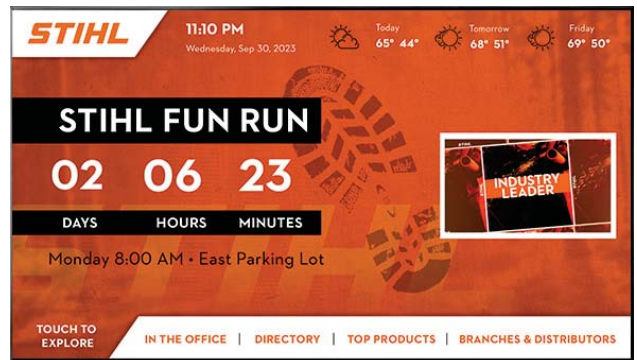 STIHL
11:10 PM
Wednesday, Sep 30, 2023
Today
65° 44°
Tomorrow
68° 51°
Friday
69° 50°
STIHL FUN RUN
02 06 23
DAYS HOURS MINUTES
Monday 8:00 AM • East Parking Lot
STIHL
INDUSTRY
LEADER
STIHL
TOUCH TO
EXPLORE
IN THE OFFICE | DIRECTORY | TOP PRODUCTS | BRANCHES & DISTRIBUTORS